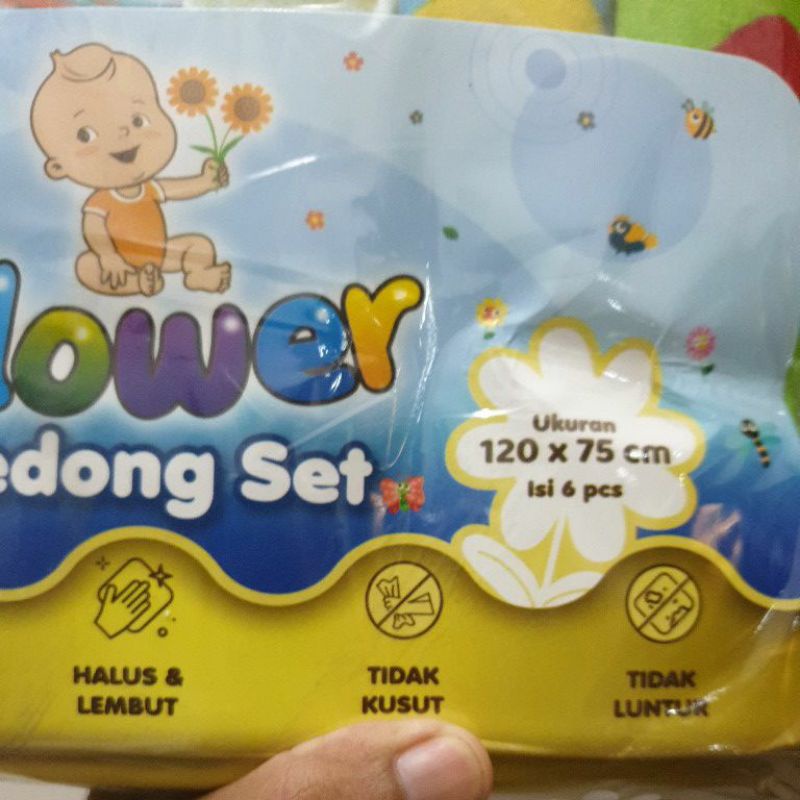 lower
edong Set
Ukuran
120 x 75 cm
Isi 6 pcs
HALUS &
LEMBUT
TIDAK
KUSUT
TIDAK
LUNTUR